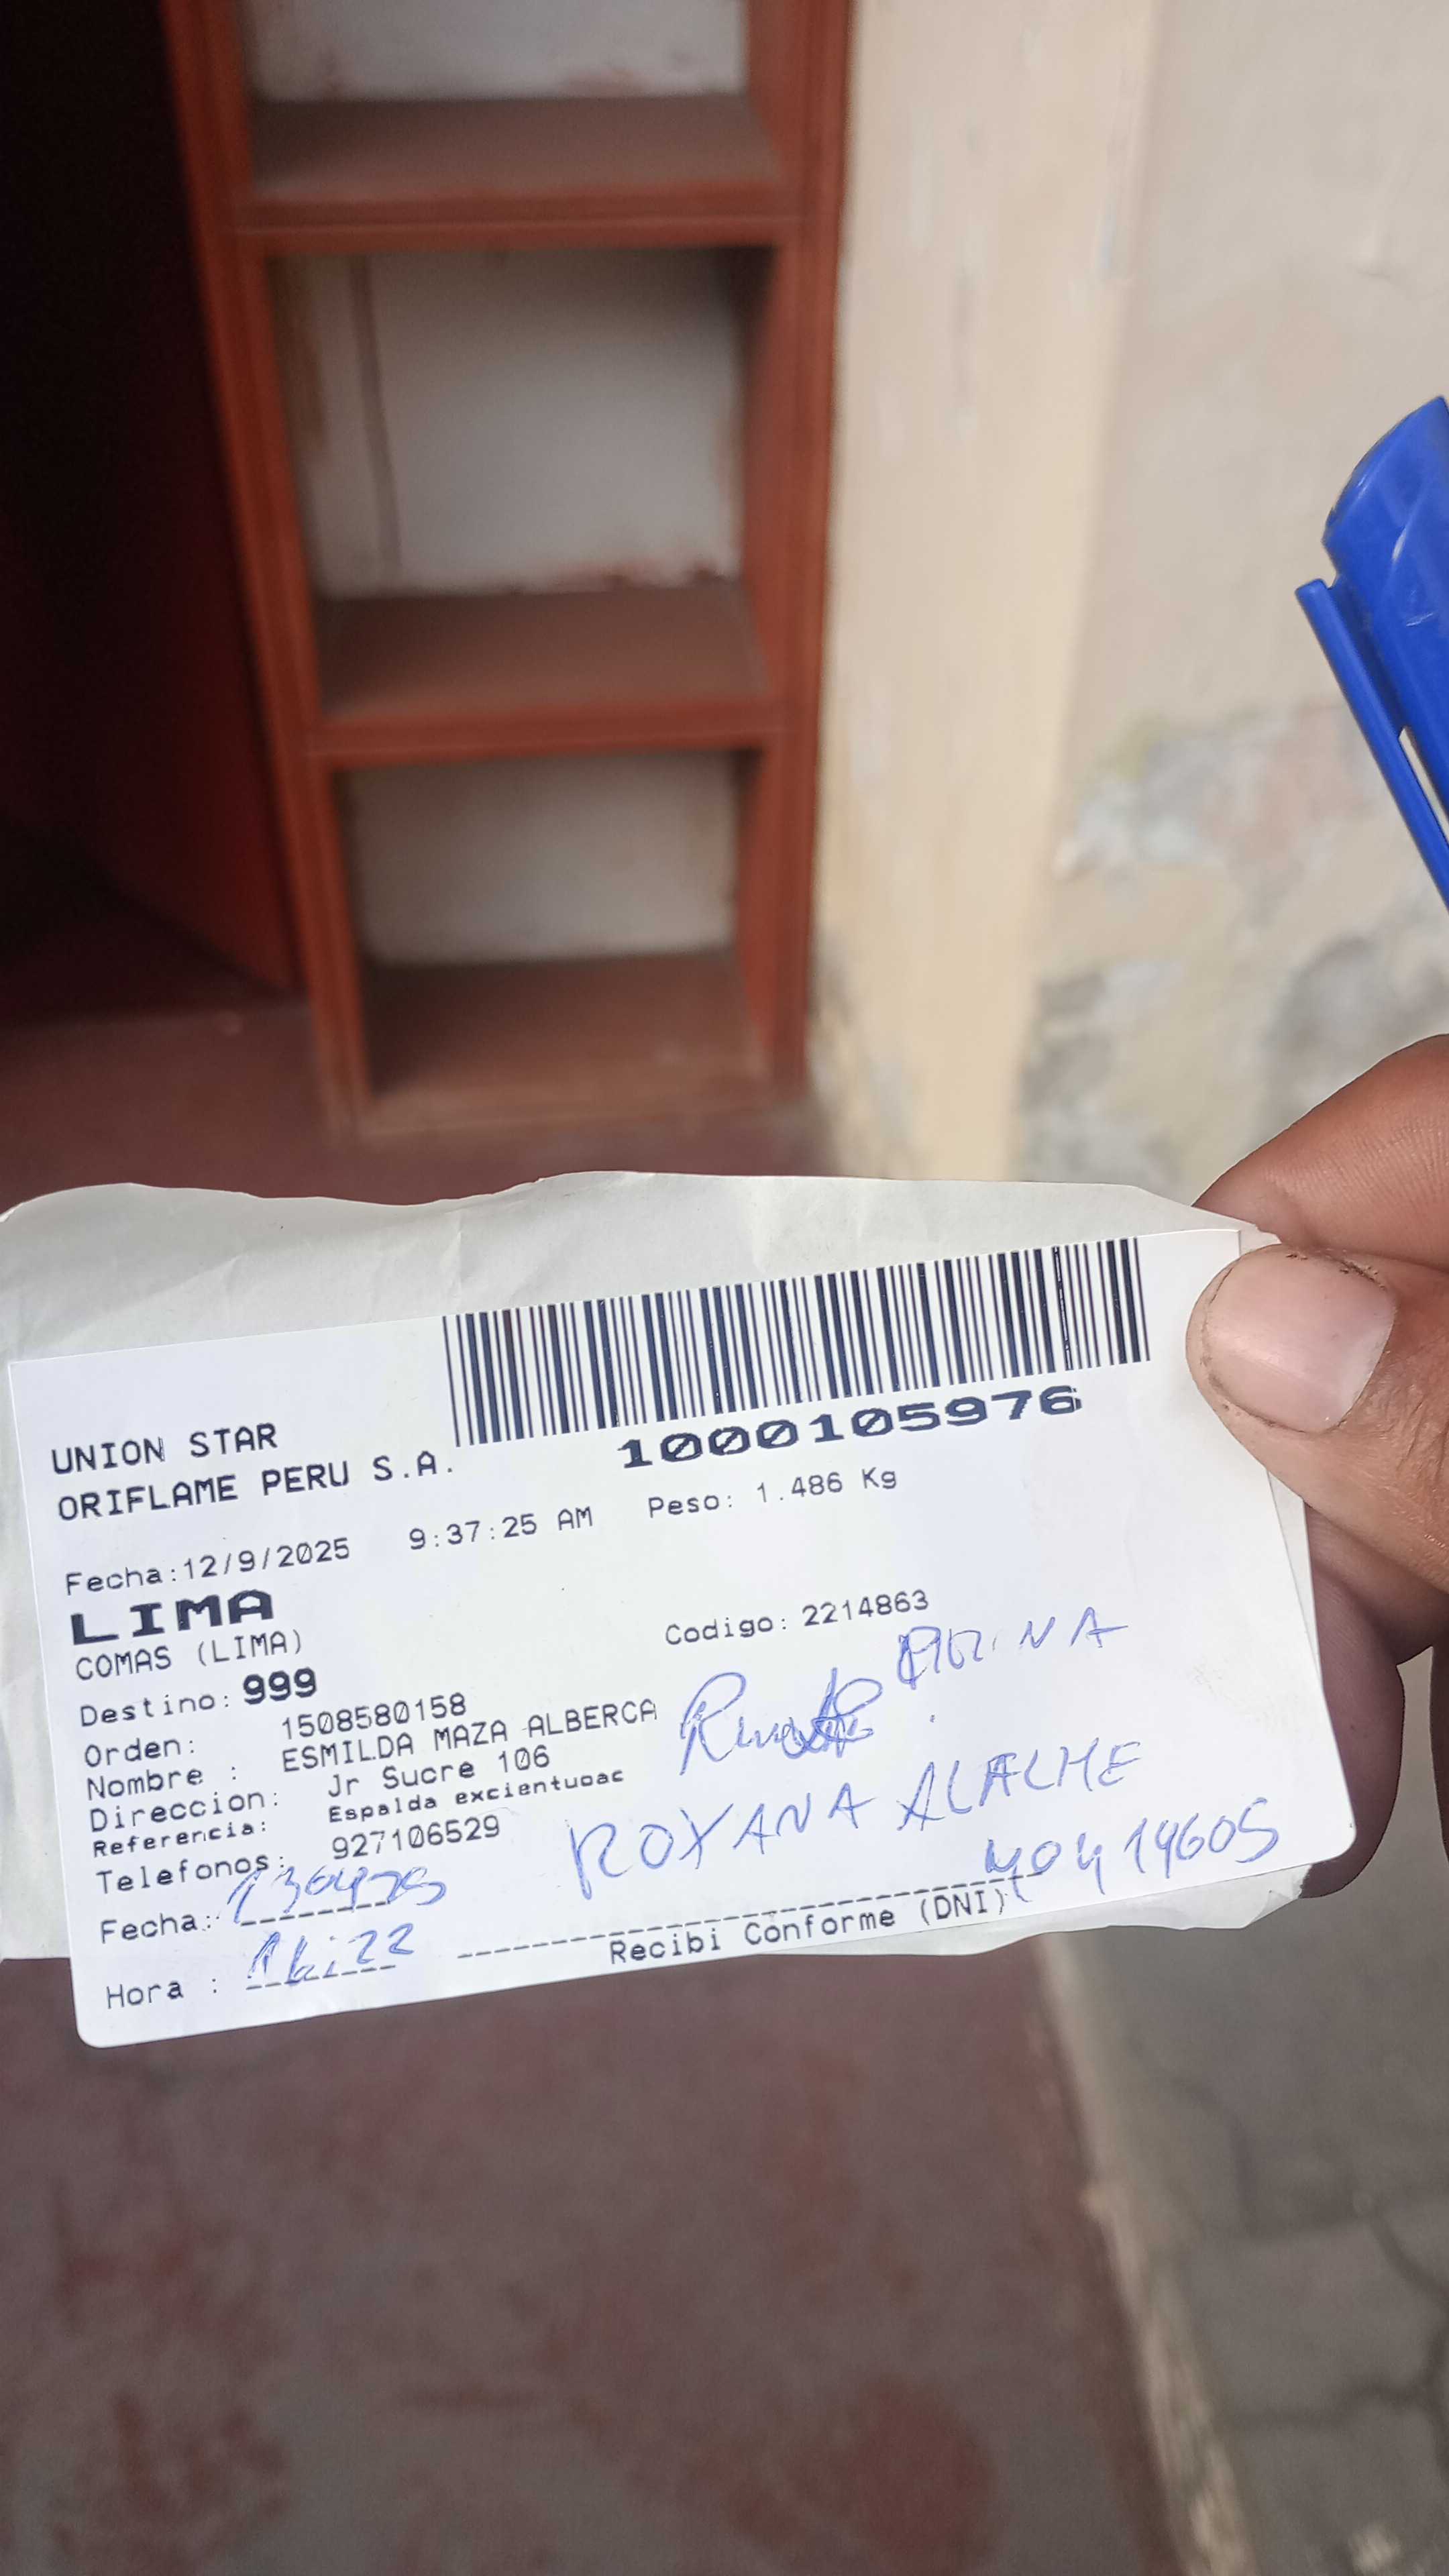 1000105976
UNION STAR
ORIFLAME PERU S.A.
Fecha:12/9/2025 9:37:25 AM Peso: 1.486 Kg
LIMA
COMAS (LIMA) Codigo: 2214863
Destino: 999
Orden: 1508580158
Nombre : ESMILDA MAZA ALBERCA
Direccion: Jr Sucre 106
Referencia: Espalda excientuoac
Telefonos: 927106529
ROXANA
Fecha:
40414605
Hora :
Recibi Conforme (DNI)